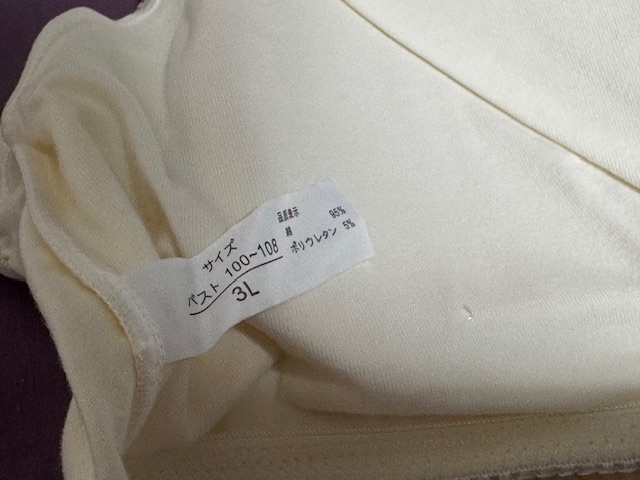 サイズ
バスト 100~108
3L
品質表示
綿 95%
ポリウレタン 5%